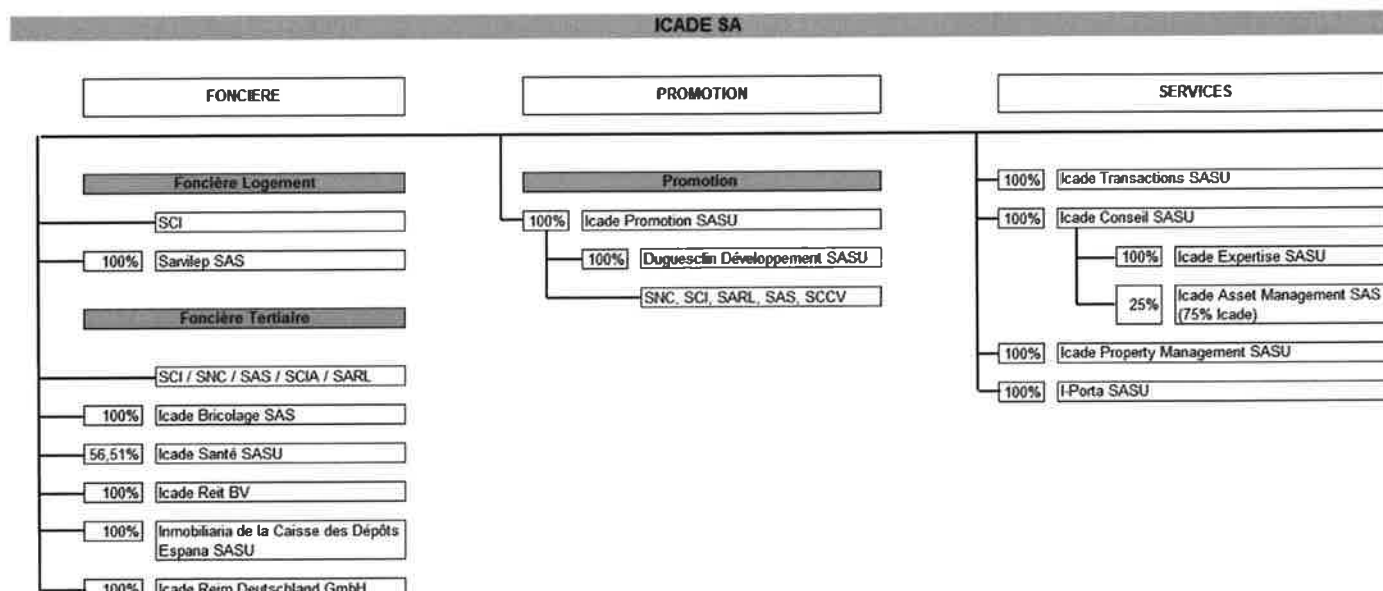 ICADE SA
FONCIERE
PROMOTION
SERVICES
Foncière Logement
SCI
100% Sarvilep SAS
Foncière Tertiaire
SCI / SNC / SAS / SCIA / SARL
100% Icade Bricolage SAS
56,51% Icade Santé SASU
100% Icade Reit BV
100% Inmobiliaria de la Caisse des Dépôts
Espana SASU
100% Icade Reim Deutschland GmbH
Promotion
100% Icade Promotion SASU
100% Duguesclin Développement SASU
SNC, SCI, SARL, SAS, SCCV
100% Icade Transactions SASU
100% Icade Conseil SASU
100% Icade Expertise SASU
25% Icade Asset Management SAS
(75% Icade)
100% Icade Property Management SASU
100% I-Porta SASU